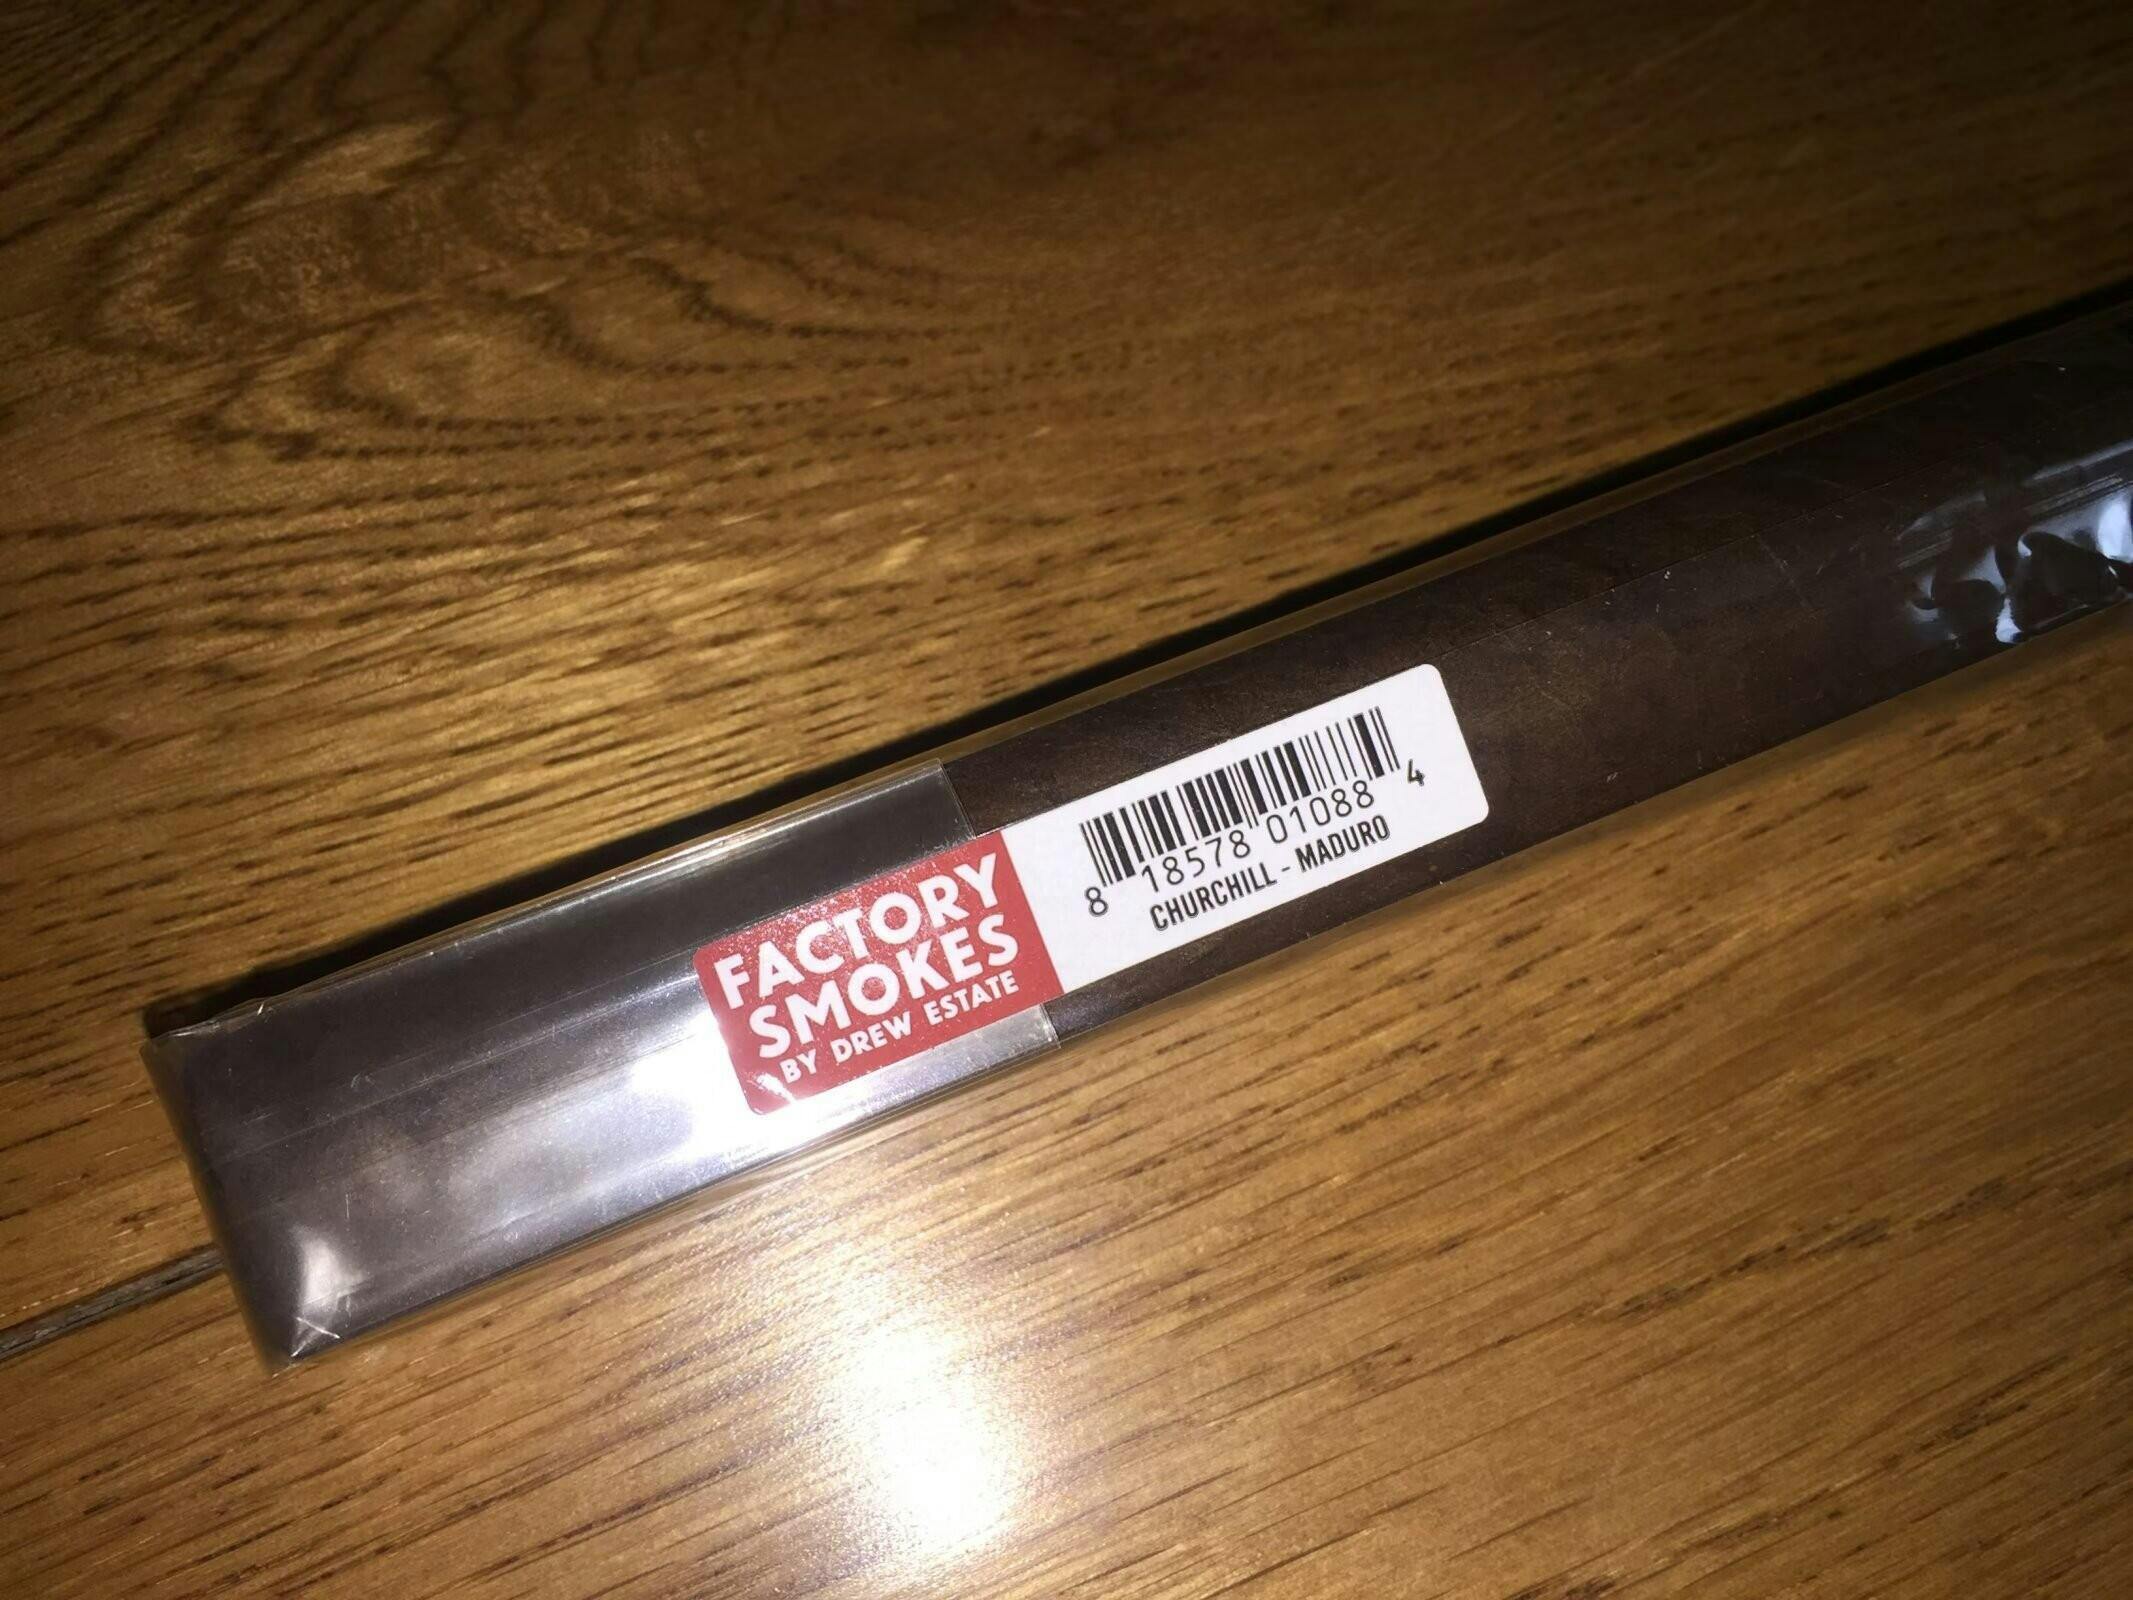 FACTORY
SMOKES
BY DREW ESTATE
8 18578 01088 4
CHURCHILL - MADURO